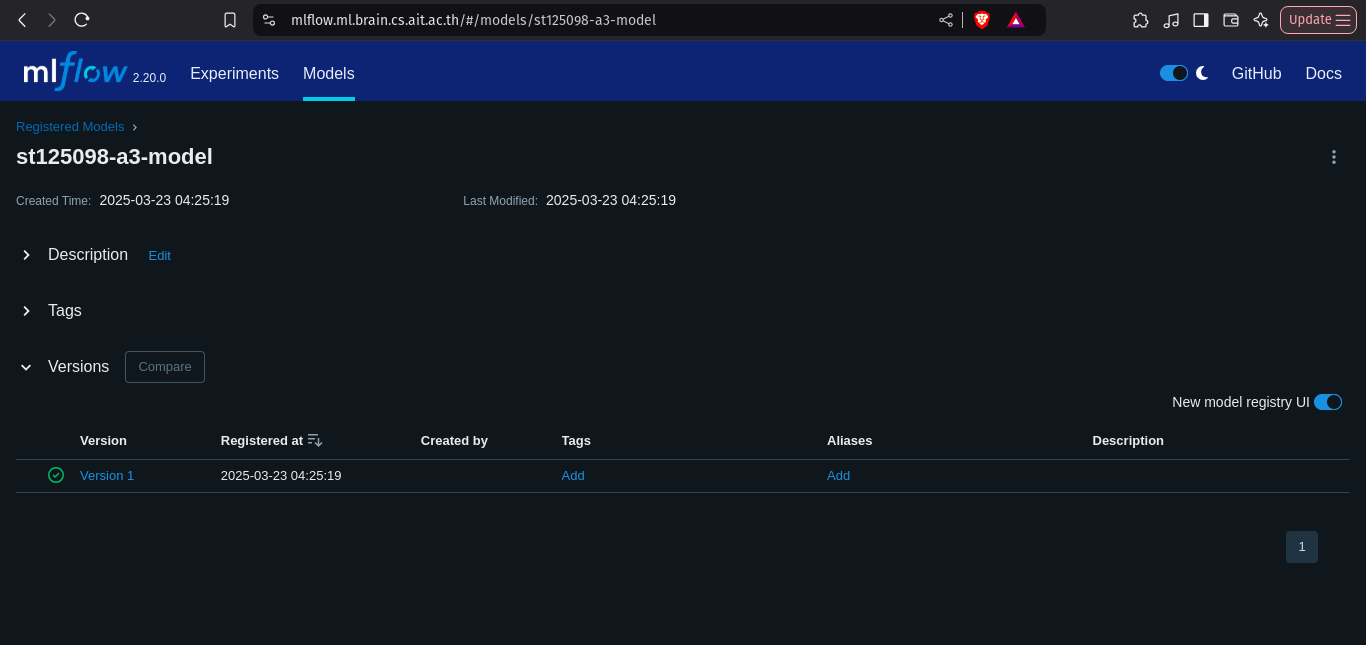 mlflow.ml.brain.cs.ait.ac.th/#/models/st125098-a3-model
Update
mlflow 2.20.0 Experiments Models GitHub Docs
Registered Models
st125098-a3-model
Created Time: 2025-03-23 04:25:19 Last Modified: 2025-03-23 04:25:19
Description Edit
Tags
Versions Compare
New model registry UI
Version Registered at Created by Tags Aliases Description
Version 1 2025-03-23 04:25:19 Add Add
1